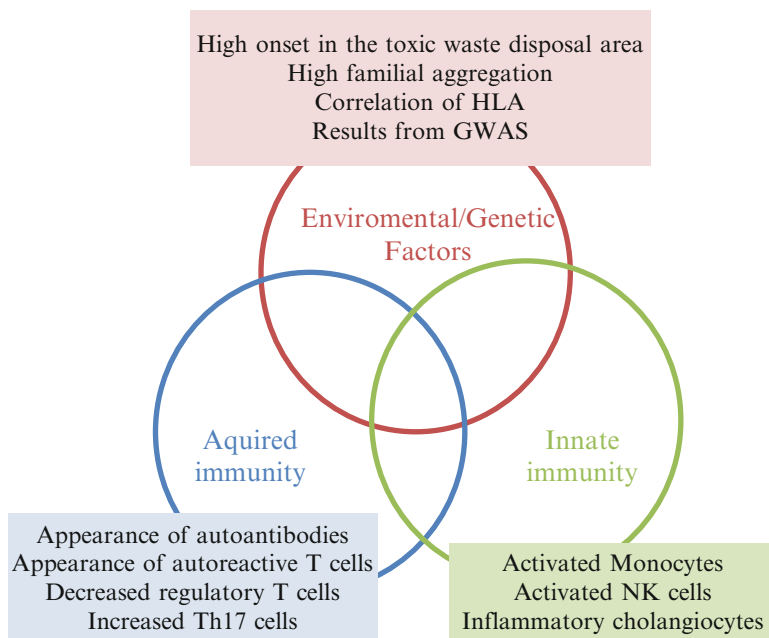 High onset in the toxic waste disposal area
High familial aggregation
Correlation of HLA
Results from GWAS
Enviromental/Genetic
Factors
Aquired
immunity
Innate
immunity
Appearance of autoantibodies
Appearance of autoreactive T cells
Decreased regulatory T cells
Increased Th17 cells
Activated Monocytes
Activated NK cells
Inflammatory cholangiocytes